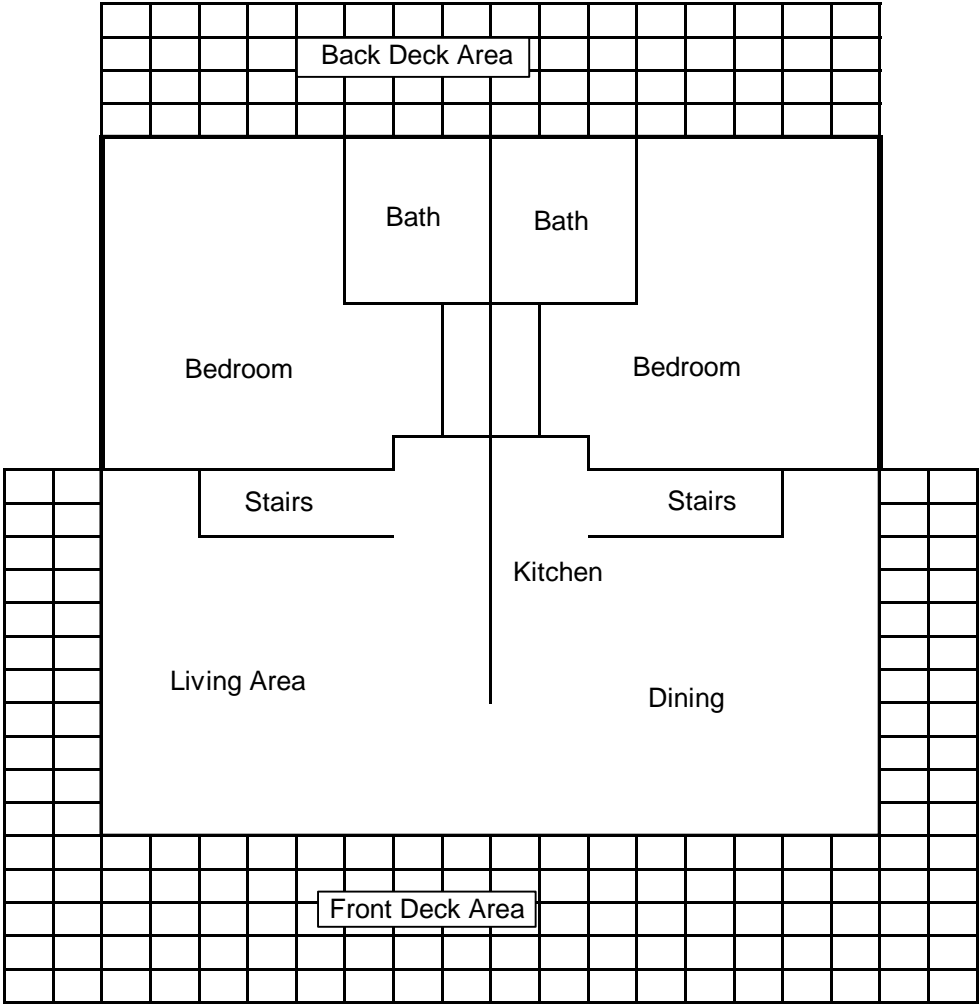 Back Deck Area
Bath
Bath
Bedroom
Bedroom
Stairs
Stairs
Kitchen
Living Area
Dining
Front Deck Area